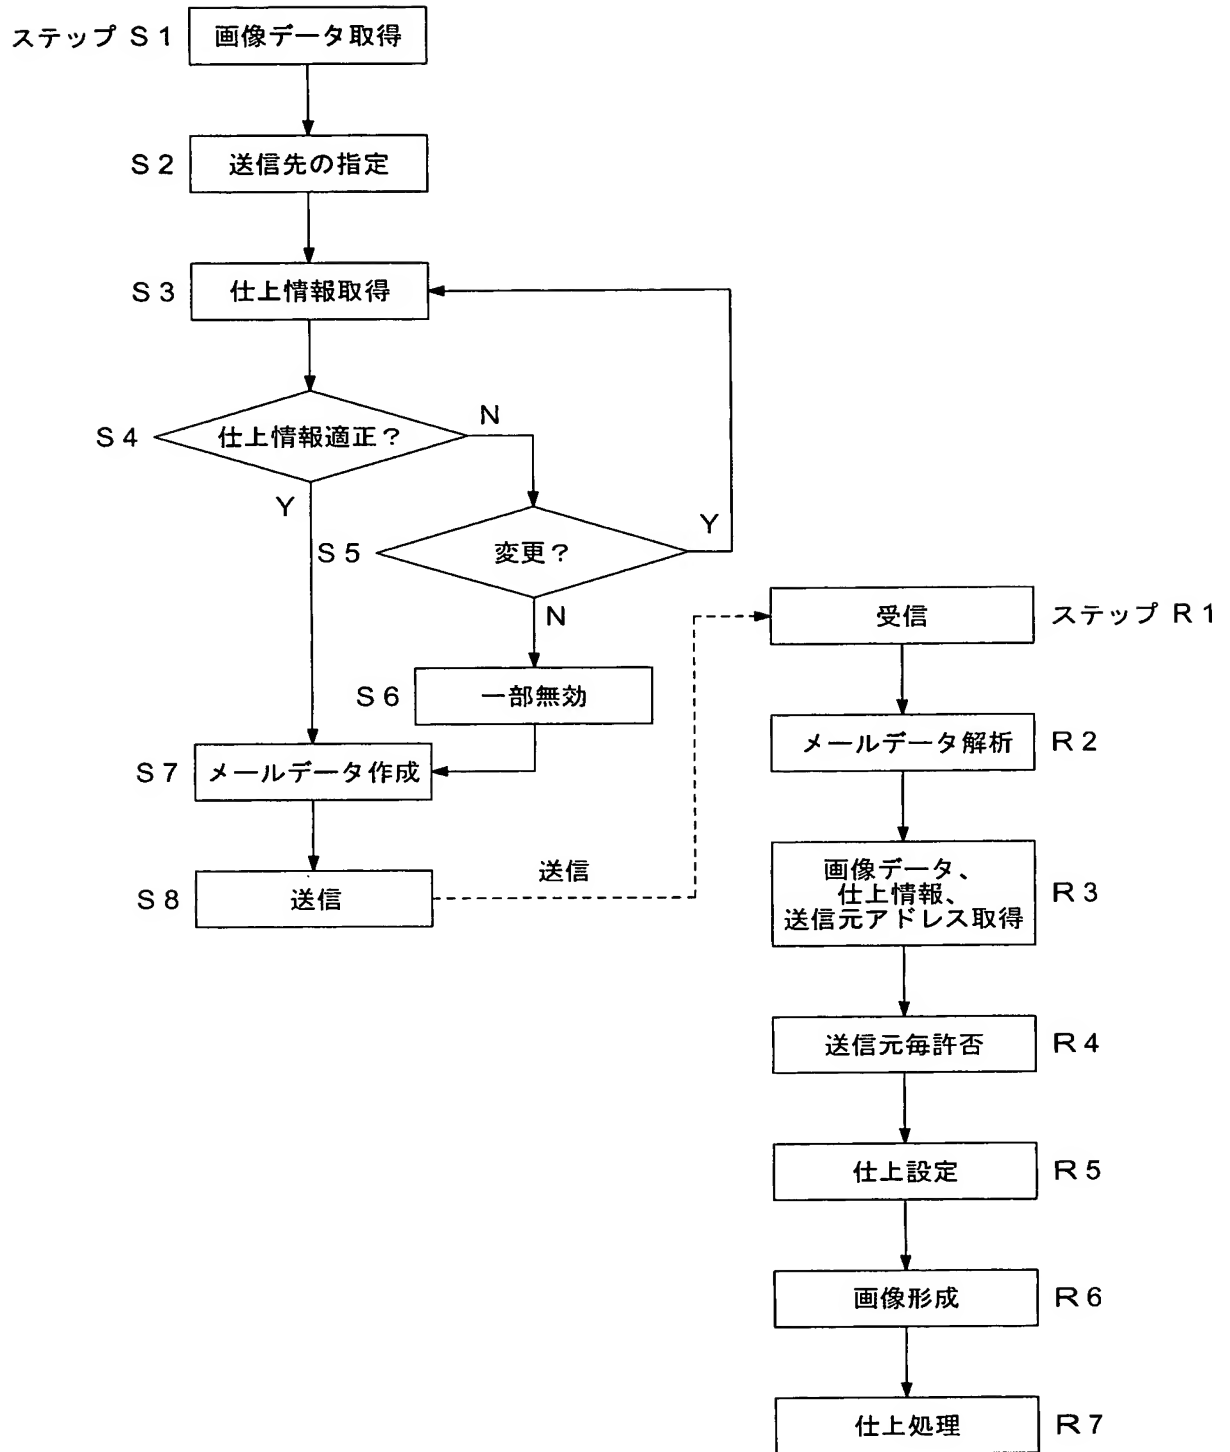 ステップ S1
画像データ取得
S2
送信先の指定
S3
仕上情報取得
S4
仕上情報適正？
N
Y
S5
変更？
Y
N
S6
一部無効
S7
メールデータ作成
S8
送信
送信
受信
ステップ R1
メールデータ解析
R2
画像データ、
仕上情報、
送信元アドレス取得
R3
送信元毎許否
R4
仕上設定
R5
画像形成
R6
仕上処理
R7